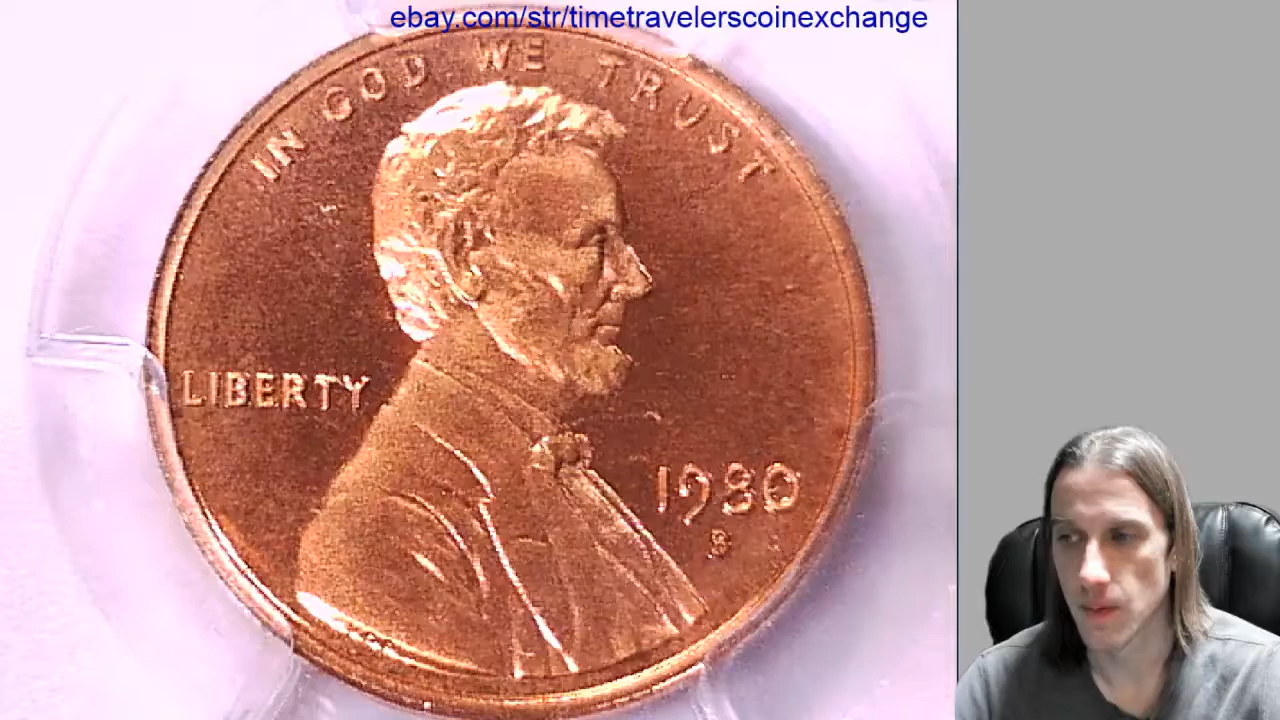 ebay.com/str/timetravelerscoinexchange
IN GOD WE TRUST
LIBERTY
1980
S